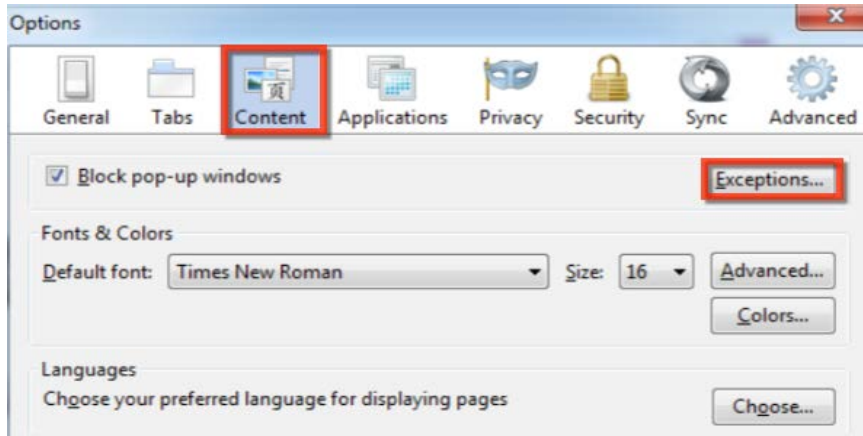 Options
General Tabs Content Applications Privacy Security Sync Advanced
Block pop-up windows Exceptions...
Fonts & Colors
Default font: Times New Roman Size: 16 Advanced...
Colors...
Languages
Choose your preferred language for displaying pages Choose...